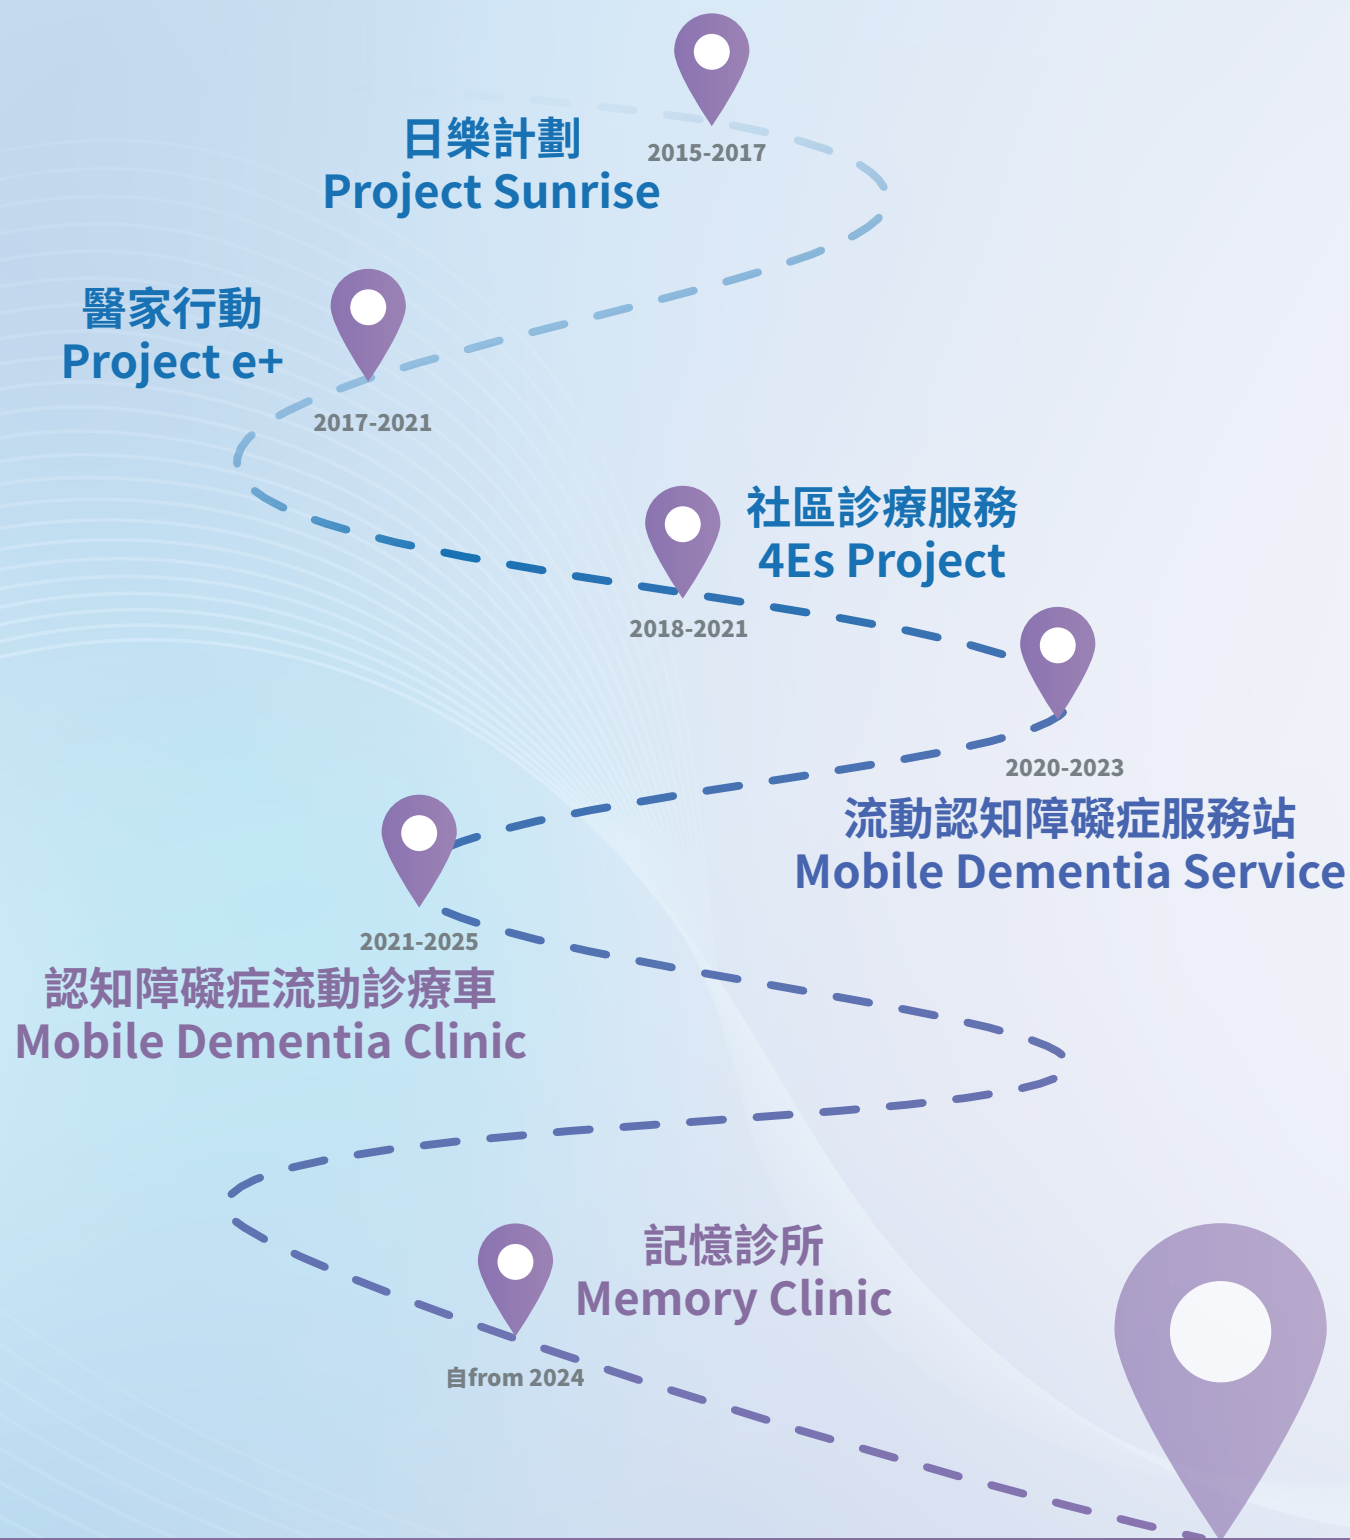 日樂計劃
Project Sunrise
2015-2017
醫家行動
Project e+
2017-2021
社區診療服務
4Es Project
2018-2021
2020-2023
流動認知障礙症服務站
Mobile Dementia Service
2021-2025
認知障礙症流動診療車
Mobile Dementia Clinic
記憶診所
Memory Clinic
自from 2024